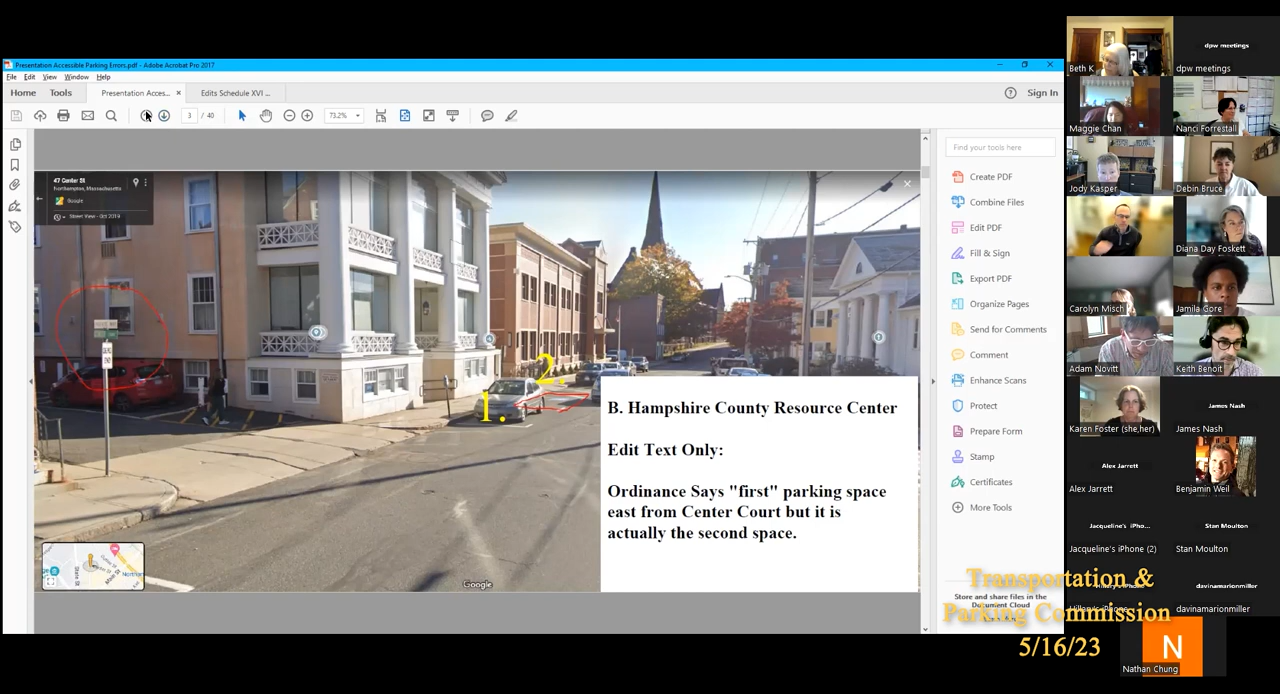 Presentation Accessible Parking Errors.pdf - Adobe Acrobat Pro 2017
File Edit View Window Help
Home Tools Presentation Acces... × Edits Schedule XVI ... Sign In
3 / 40 73.2%
47 Center St
Northampton, Massachusetts
Google
Street View - Oct 2019
1.
2.
B. Hampshire County Resource Center
Edit Text Only:
Ordinance Says "first" parking space
east from Center Court but it is
actually the second space.
Google
Find your tools here
Create PDF
Combine Files
Edit PDF
Fill & Sign
Export PDF
Organize Pages
Send for Comments
Comment
Enhance Scans
Protect
Prepare Form
Stamp
Certificates
More Tools
Store and share files in the
Document Cloud
Beth K
dpw meetings
dpw meetings
Maggie Chan
Nanci Forrestall
Jody Kasper
Debin Bruce
Diana Day Foskett
Carolyn Misch
Jamila Gore
Adam Novitt
Keith Benoit
Karen Foster (she,her)
James Nash
James Nash
Alex Jarrett
Alex Jarrett
Benjamin Weil
Jacqueline's iPho...
Jacqueline's iPhone (2)
Stan Moulton
Stan Moulton
davinamarionmiller
davinamarionmiller
Transportation &
Parking Commission
5/16/23
N
Nathan Chung